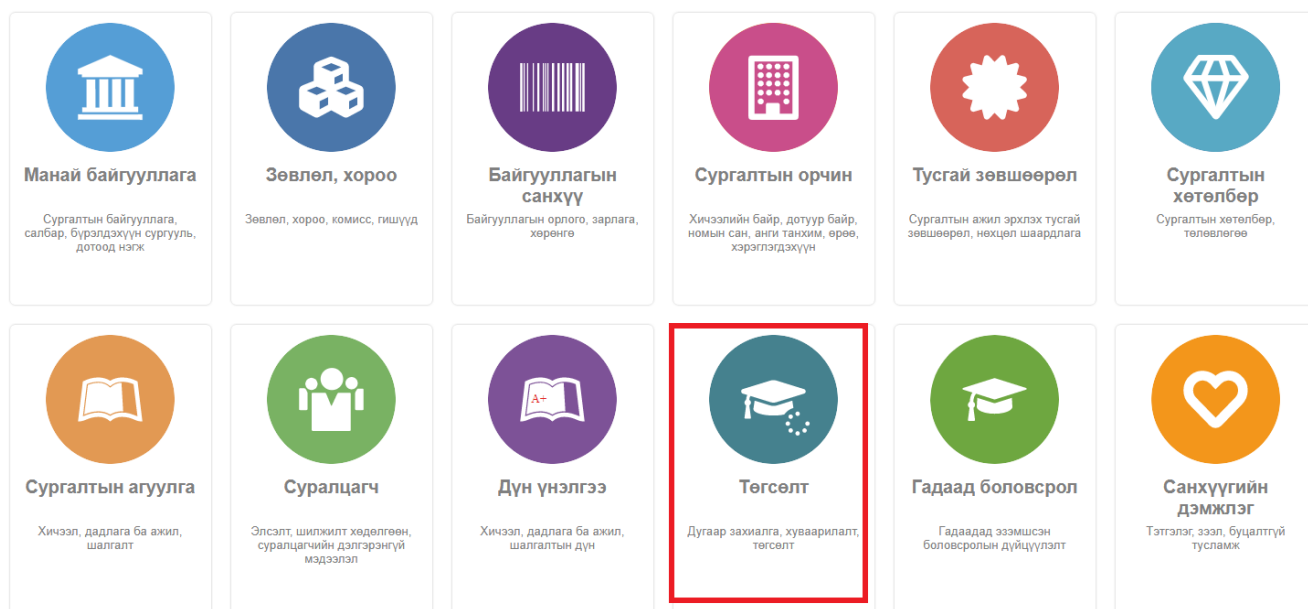 Манай байгууллага
Сургалтын байгууллага,
салбар, бүрэлдэхүүн сургууль,
дотоод нэгж
Зөвлөл, хороо
Зөвлөл, хороо, комисс, гишүүд
Байгууллагын
санхүү
Байгууллагын орлого, зарлага,
хөрөнгө
Сургалтын орчин
Хичээлийн байр, дотуур байр,
номын сан, анги танхим, өрөө,
хэрэглэгдэхүүн
Тусгай зөвшөөрөл
Сургалтын ажил эрхлэх тусгай
зөвшөөрөл, нөхцөл шаардлага
Сургалтын
хөтөлбөр
Сургалтын хөтөлбөр,
төлөвлөгөө
Сургалтын агуулга
Хичээл, дадлага ба ажил,
шалгалт
Суралцагч
Элсэлт, шилжилт хөдөлгөөн,
суралцагчийн дэлгэрэнгүй
мэдээлэл
A+
Дүн үнэлгээ
Хичээл, дадлага ба ажил,
шалгалтын дүн
Төгсөлт
Дугаар захиалга, хуваарилалт,
төгсөлт
Гадаад боловсрол
Гадаадад эзэмшсэн
боловсролын дүйцүүлэлт
Санхүүгийн
дэмжлэг
Тэтгэлэг, зээл, буцалтгүй
тусламж